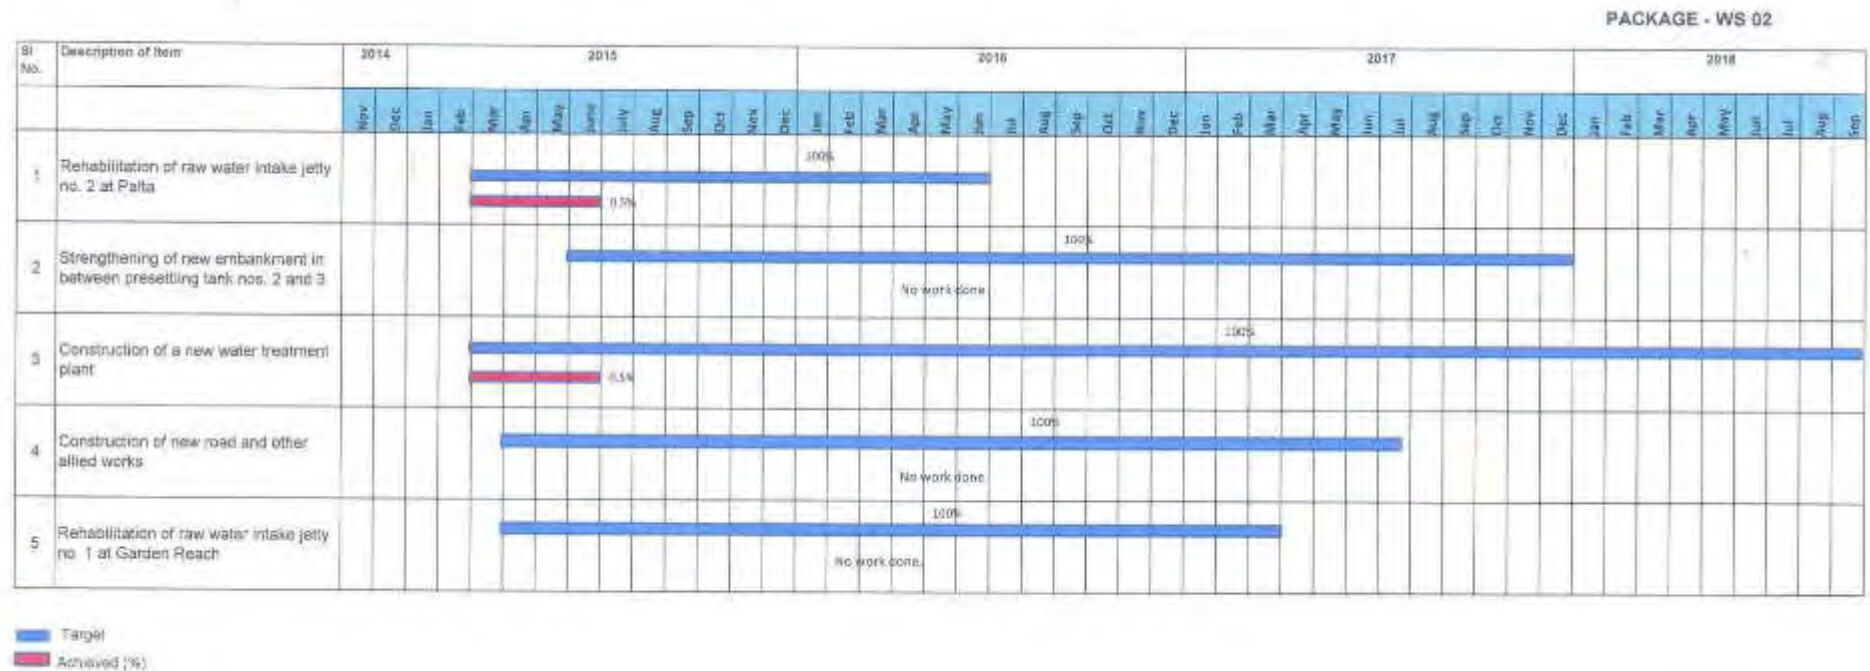 PACKAGE - WS 02
Sl No. Description of Item 2014 2015 2016 2017 2018
Nov Dec Jan Feb Mar Apr May June July Aug Sep Oct Nov Dec Jan Feb Mar Apr May Jun Jul Aug Sep Oct Nov Dec Jan Feb Mar Apr May Jun Jul Aug Sep Oct Nov Dec Jan Feb Mar Apr May Jun Jul Aug Sep
1 Rehabilitation of raw water intake jetty
no. 2 at Palta
100%
0.5%
2 Strengthening of new embankment in
between presettling tank nos. 2 and 3
100%
No work done
3 Construction of a new water treatment
plant
100%
0.5%
4 Construction of new road and other
allied works
100%
No work done
5 Rehabilitation of raw water intake jetty
no. 1 at Garden Reach
100%
No work done.
Target
Achieved (%)